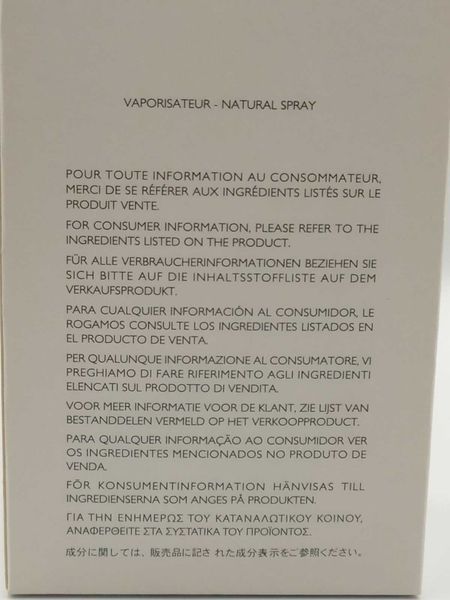 VAPORISATEUR - NATURAL SPRAY
POUR TOUTE INFORMATION AU CONSOMMATEUR,
MERCI DE SE RÉFÉRER AUX INGRÉDIENTS LISTÉS SUR LE
PRODUIT VENTE.
FOR CONSUMER INFORMATION, PLEASE REFER TO THE
INGREDIENTS LISTED ON THE PRODUCT.
FÜR ALLE VERBRAUCHERINFORMATIONEN BEZIEHEN SIE
SICH BITTE AUF DIE INHALTSSTOFFLISTE AUF DEM
VERKAUFSPRODUKT.
PARA CUALQUIER INFORMACIÓN AL CONSUMIDOR, LE
ROGAMOS CONSULTE LOS INGREDIENTES LISTADOS EN
EL PRODUCTO DE VENTA.
PER QUALUNQUE INFORMAZIONE AL CONSUMATORE, VI
PREGHIAMO DI FARE RIFERIMENTO AGLI INGREDIENTI
ELENCATI SUL PRODOTTO DI VENDITA.
VOOR MEER INFORMATIE VOOR DE KLANT, ZIE LIJST VAN
BESTANDDELEN VERMELD OP HET VERKOOPPRODUCT.
PARA QUALQUER INFORMAÇÃO AO CONSUMIDOR VER
OS INGREDIENTES MENCIONADOS NO PRODUTO DE
VENDA.
FÖR KONSUMENTINFORMATION HÄNVISAS TILL
INGREDIENSERNA SOM ANGES PÅ PRODUKTEN.
ΓΙΑ ΤΗΝ ΕΝΗΜΕΡΩΣ ΤΟΥ ΚΑΤΑΝΑΛΩΤΙΚΟΥ ΚΟΙΝΟΥ,
ΑΝΑΦΕΡΘΕΙΤΕ ΣΤΑ ΣΥΣΤΑΤΙΚΑ ΤΟΥ ΠΡΟΪΟΝΤΟΣ.
成分に関しては、販売品に記さ れた成分表示をご参照ください。